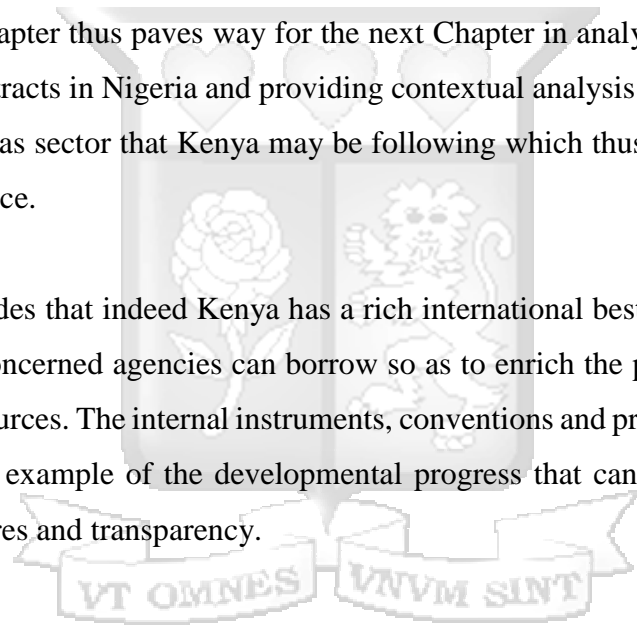 apter thus paves way for the next Chapter in analy
tracts in Nigeria and providing contextual analysis
as sector that Kenya may be following which thus
ce.
des that indeed Kenya has a rich international best
oncerned agencies can borrow so as to enrich the p
urces. The internal instruments, conventions and pr
example of the developmental progress that can
res and transparency.
VT OMNES VNVM SINT